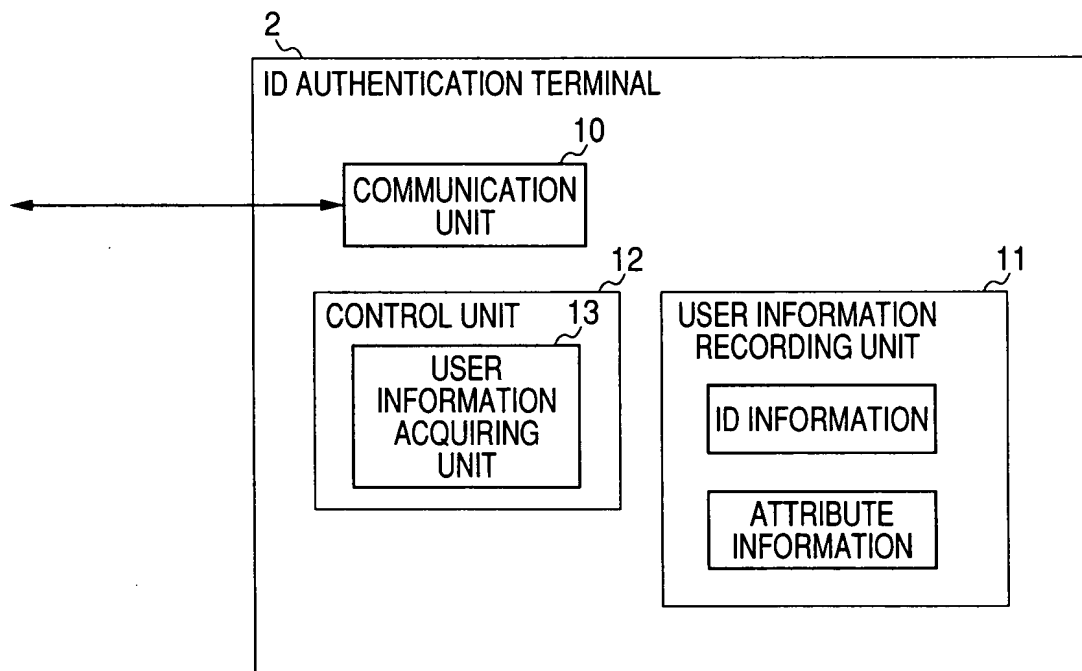 2
ID AUTHENTICATION TERMINAL
10
COMMUNICATION
UNIT
12
CONTROL UNIT
13
USER
INFORMATION
ACQUIRING
UNIT
11
USER INFORMATION
RECORDING UNIT
ID INFORMATION
ATTRIBUTE
INFORMATION